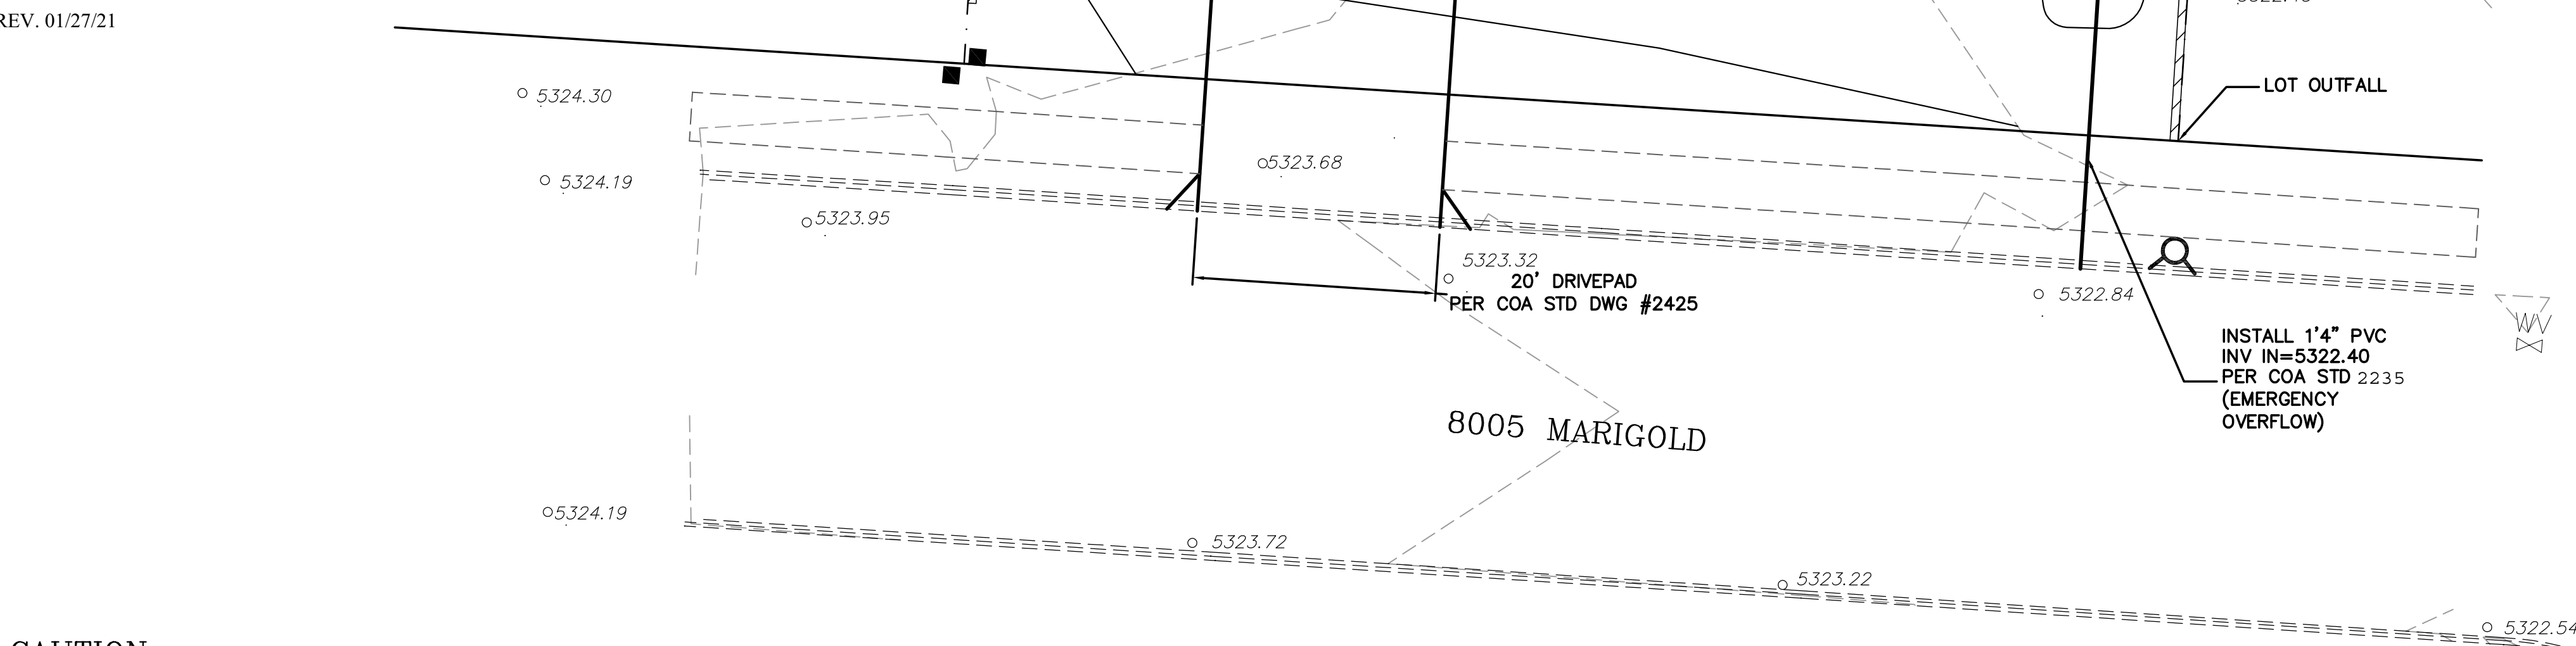 REV. 01/27/21
LOT OUTFALL
5324.30
5323.68
5324.19
5323.95
5323.32
20' DRIVEPAD
PER COA STD DWG #2425
5322.84
WV
INSTALL 1'4" PVC
INV IN=5322.40
PER COA STD 2235
(EMERGENCY
OVERFLOW)
8005 MARIGOLD
5324.19
5323.72
5323.22
5322.54
CAUTION